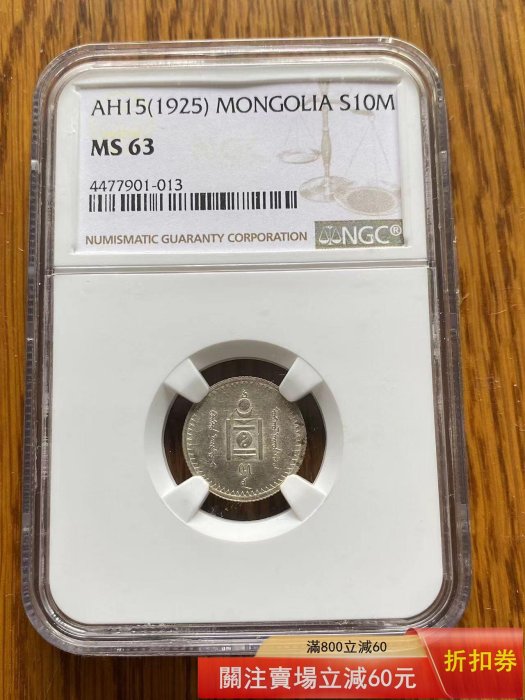 AH15(1925) MONGOLIA S10M
MS 63
4477901-013
NUMISMATIC GUARANTY CORPORATION NGC®
滿800立減60
關注賣場立減60元
折扣券